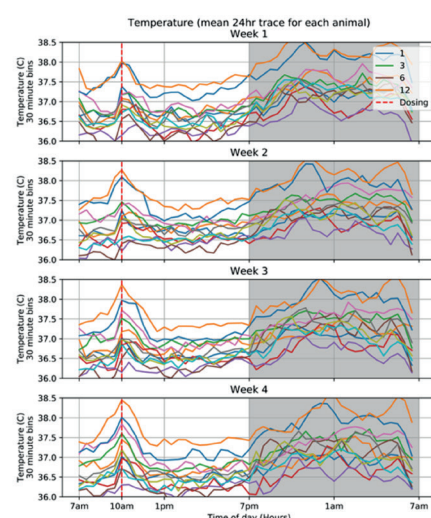 Temperature (mean 24hr trace for each animal)
Week 1
38.5
38.0
37.5
37.0
36.5
36.0
Temperature (C)
30 minute bins
1
3
6
12
Dosing
Week 2
38.5
38.0
37.5
37.0
36.5
36.0
Temperature (C)
30 minute bins
Week 3
38.5
38.0
37.5
37.0
36.5
36.0
Temperature (C)
30 minute bins
Week 4
38.5
38.0
37.5
37.0
36.5
36.0
Temperature (C)
30 minute bins
7am 10am 1pm 7pm 1am 7am
Time of day (Hours)